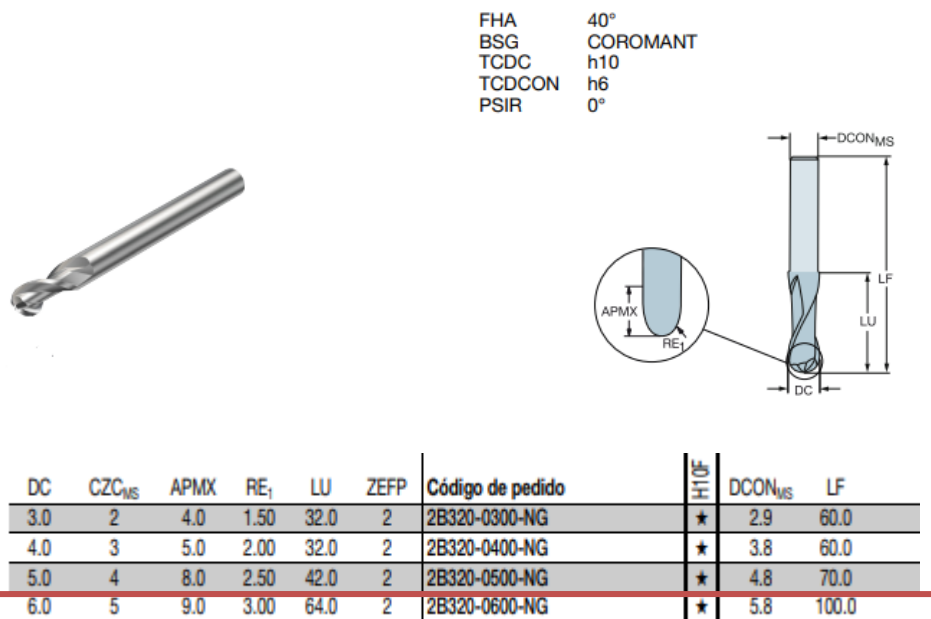 FHA 40°
BSG COROMANT
TCDC h10
TCDCON h6
PSIR 0°
DCONMS
LF
LU
APMX
RE1
DC
DC CZCMS APMX RE1 LU ZEFP Código de pedido H10F DCONMS LF
3.0 2 4.0 1.50 32.0 2 2B320-0300-NG ★ 2.9 60.0
4.0 3 5.0 2.00 32.0 2 2B320-0400-NG ★ 3.8 60.0
5.0 4 8.0 2.50 42.0 2 2B320-0500-NG ★ 4.8 70.0
6.0 5 9.0 3.00 64.0 2 2B320-0600-NG ★ 5.8 100.0